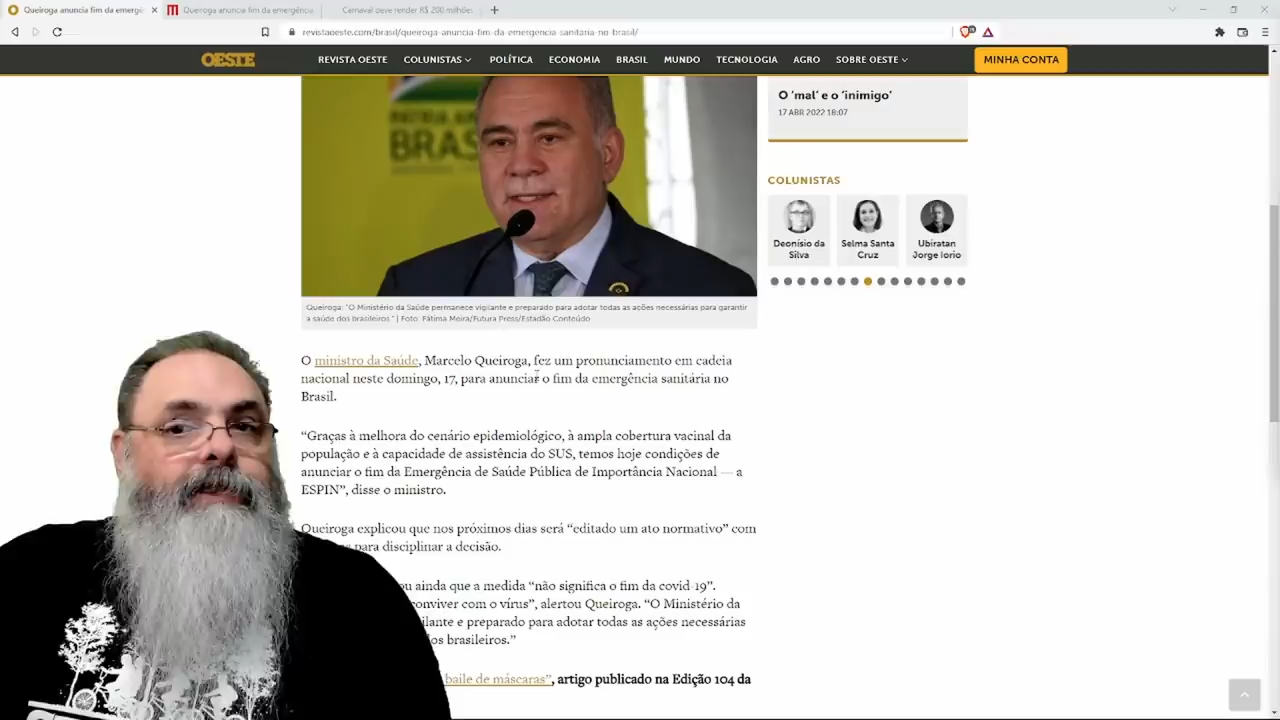 Queiroga anuncia fim da emergê
Queiroga anuncia fim da emergência
Carnaval deve render R$ 200 milhões
revistaoeste.com/brasil/queiroga-anuncia-fim-da-emergencia-sanitaria-no-brasil/
OESTE
REVISTA OESTE COLUNISTAS POLÍTICA ECONOMIA BRASIL MUNDO TECNOLOGIA AGRO SOBRE OESTE MINHA CONTA
BRAS
O 'mal' e o 'inimigo'
17 ABR 2022 18:07
COLUNISTAS
Deonísio da Silva
Selma Santa Cruz
Ubiratan Jorge Iorio
Queiroga: "O Ministério da Saúde permanece vigilante e preparado para adotar todas as ações necessárias para garantir
a saúde dos brasileiros." | Foto: Fátima Meira/Futura Press/Estadão Conteúdo
O ministro da Saúde, Marcelo Queiroga, fez um pronunciamento em cadeia
nacional neste domingo, 17, para anunciar o fim da emergência sanitária no
Brasil.
“Graças à melhora do cenário epidemiológico, à ampla cobertura vacinal da
população e à capacidade de assistência do SUS, temos hoje condições de
anunciar o fim da Emergência de Saúde Pública de Importância Nacional — a
ESPIN”, disse o ministro.
Queiroga explicou que nos próximos dias será “editado um ato normativo” com
para disciplinar a decisão.
ou ainda que a medida “não significa o fim da covid-19”.
conviver com o vírus”, alertou Queiroga. “O Ministério da
ilante e preparado para adotar todas as ações necessárias
dos brasileiros.”
baile de máscaras”, artigo publicado na Edição 104 da